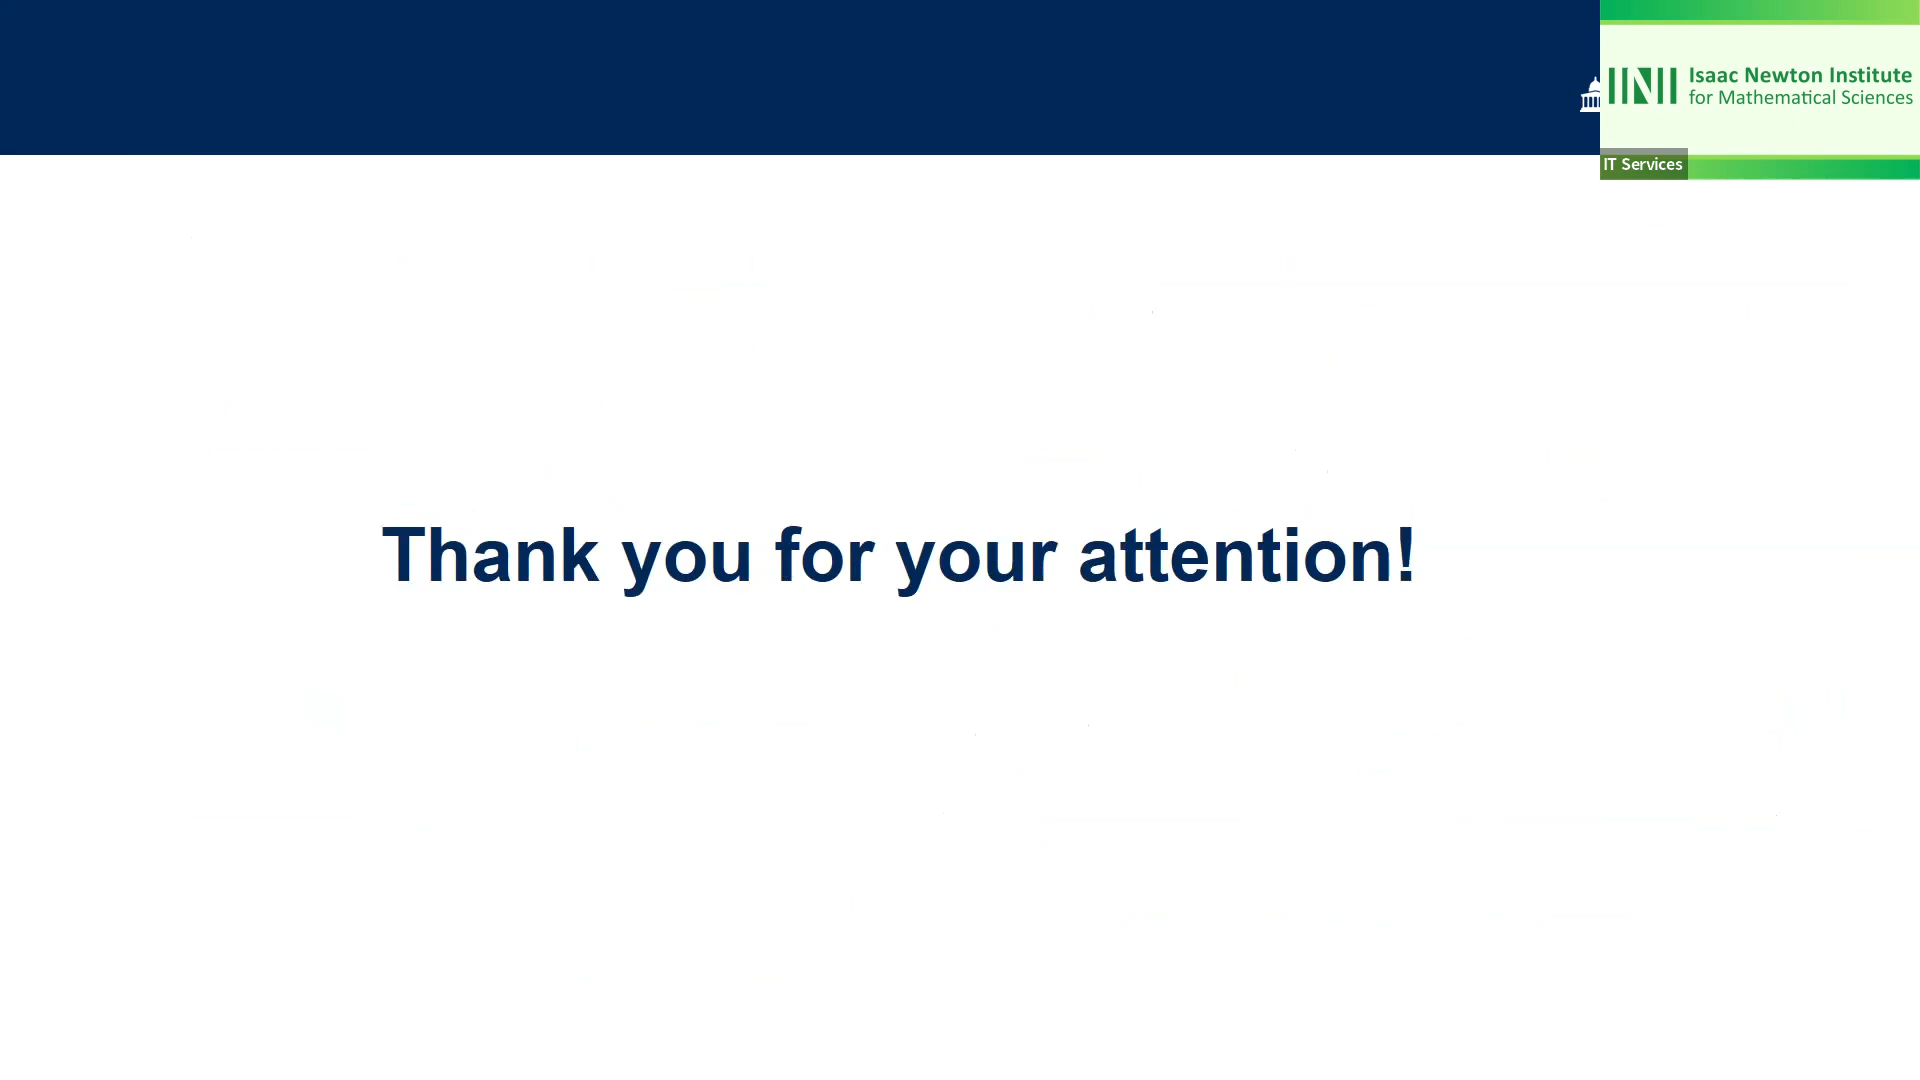 Isaac Newton Institute
for Mathematical Sciences
IT Services
Thank you for your attention!